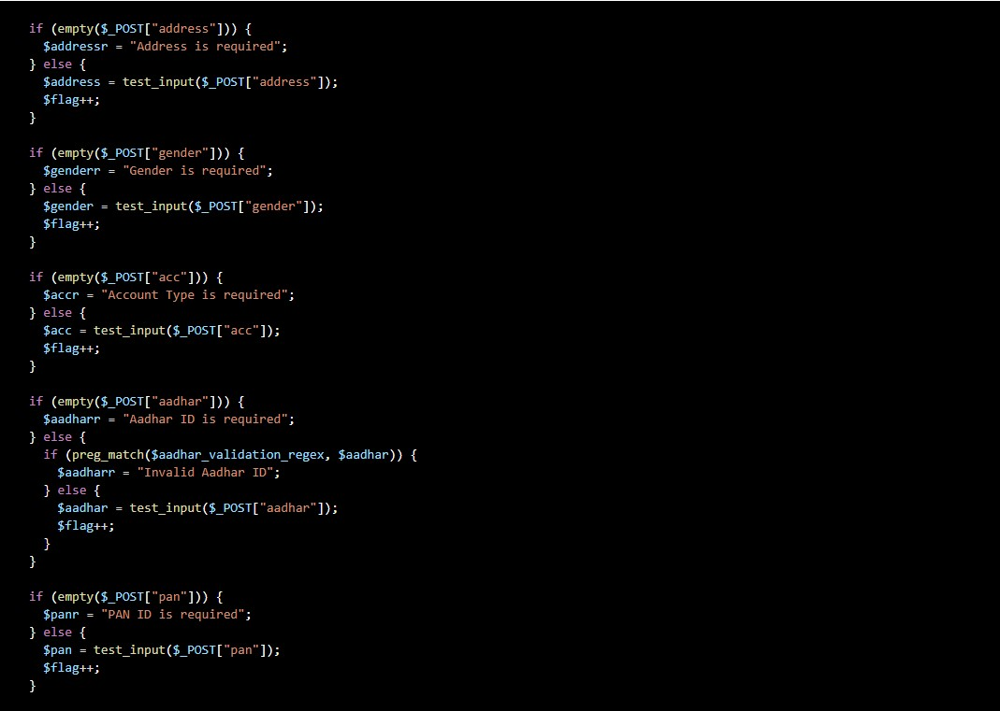 if (empty($_POST["address"])) {
  $addressr = "Address is required";
} else {
  $address = test_input($_POST["address"]);
  $flag++;
}

if (empty($_POST["gender"])) {
  $genderr = "Gender is required";
} else {
  $gender = test_input($_POST["gender"]);
  $flag++;
}

if (empty($_POST["acc"])) {
  $accr = "Account Type is required";
} else {
  $acc = test_input($_POST["acc"]);
  $flag++;
}

if (empty($_POST["aadhar"])) {
  $aadharr = "Aadhar ID is required";
} else {
  if (preg_match($aadhar_validation_regex, $aadhar)) {
    $aadharr = "Invalid Aadhar ID";
  } else {
    $aadhar = test_input($_POST["aadhar"]);
    $flag++;
  }
}

if (empty($_POST["pan"])) {
  $panr = "PAN ID is required";
} else {
  $pan = test_input($_POST["pan"]);
  $flag++;
}